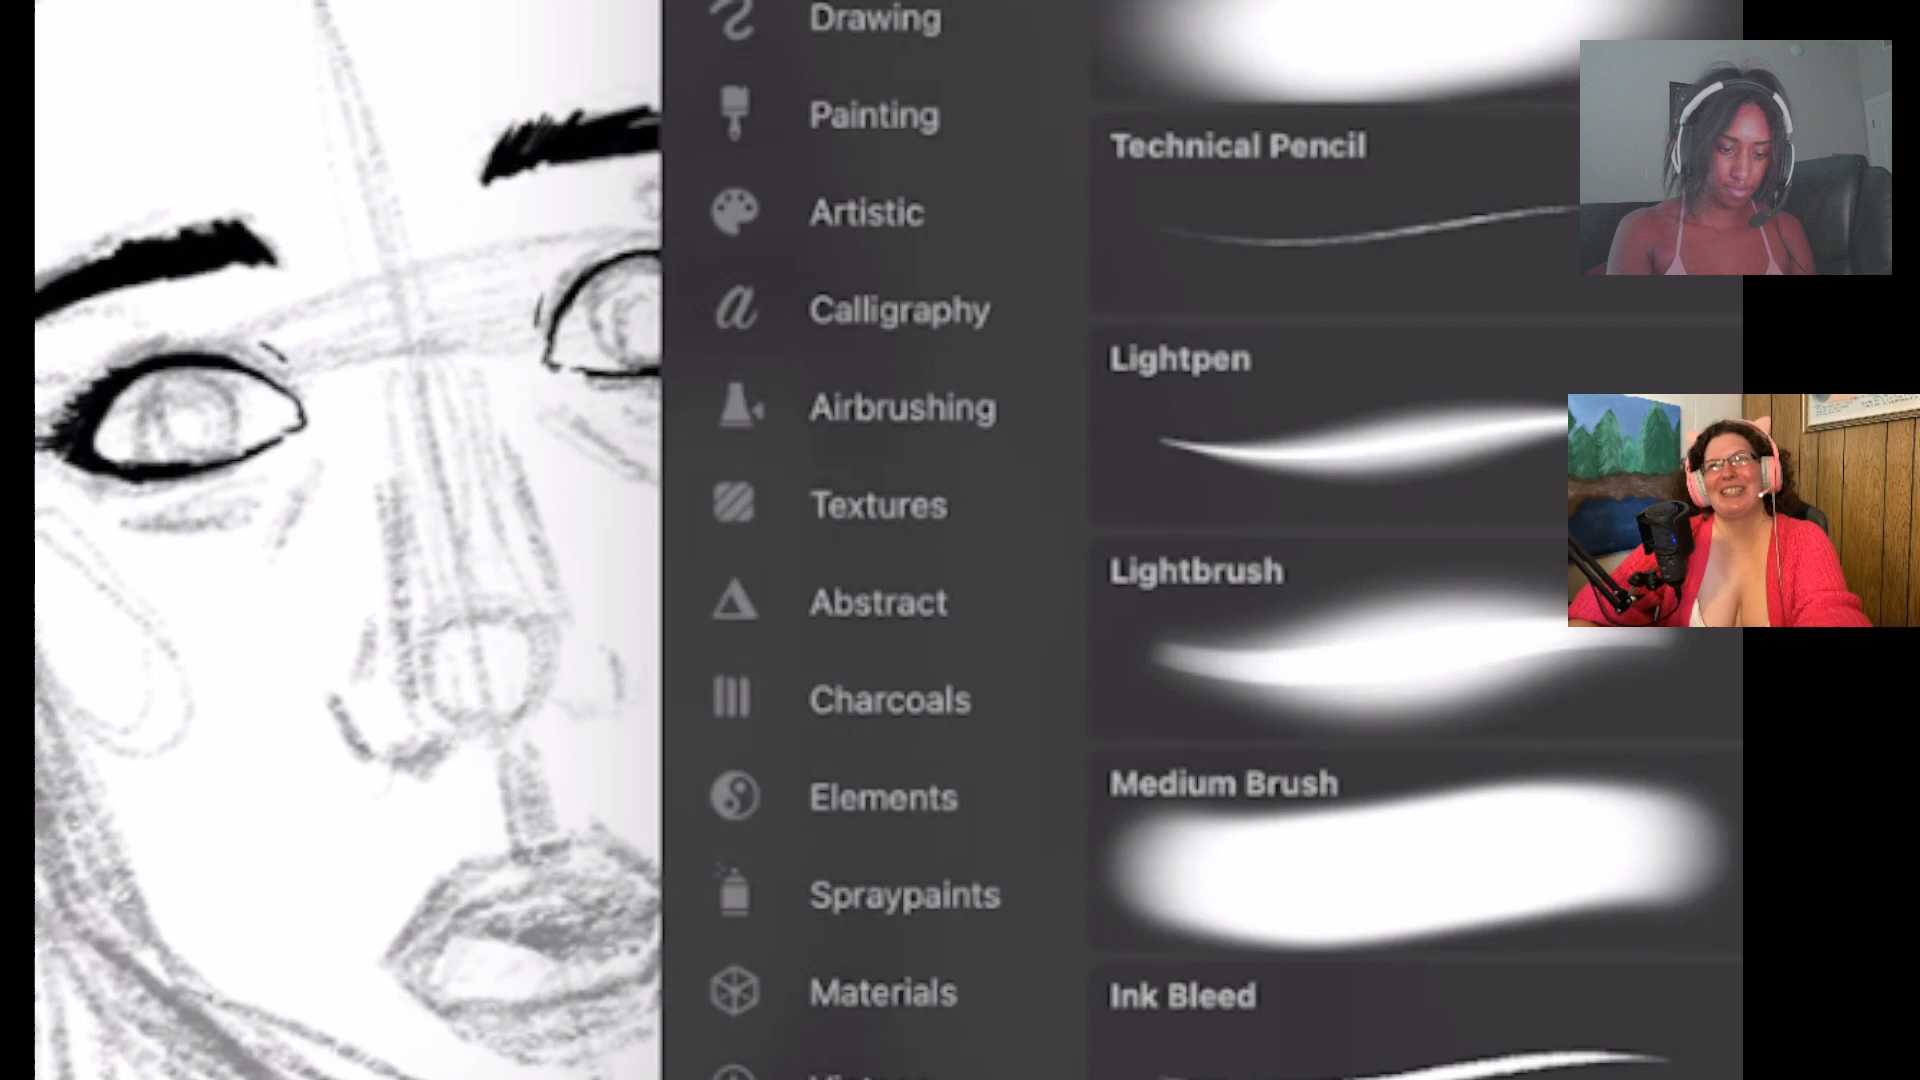 Drawing
Painting
Artistic
Calligraphy
Airbrushing
Textures
Abstract
Charcoals
Elements
Spraypaints
Materials
Technical Pencil
Lightpen
Lightbrush
Medium Brush
Ink Bleed